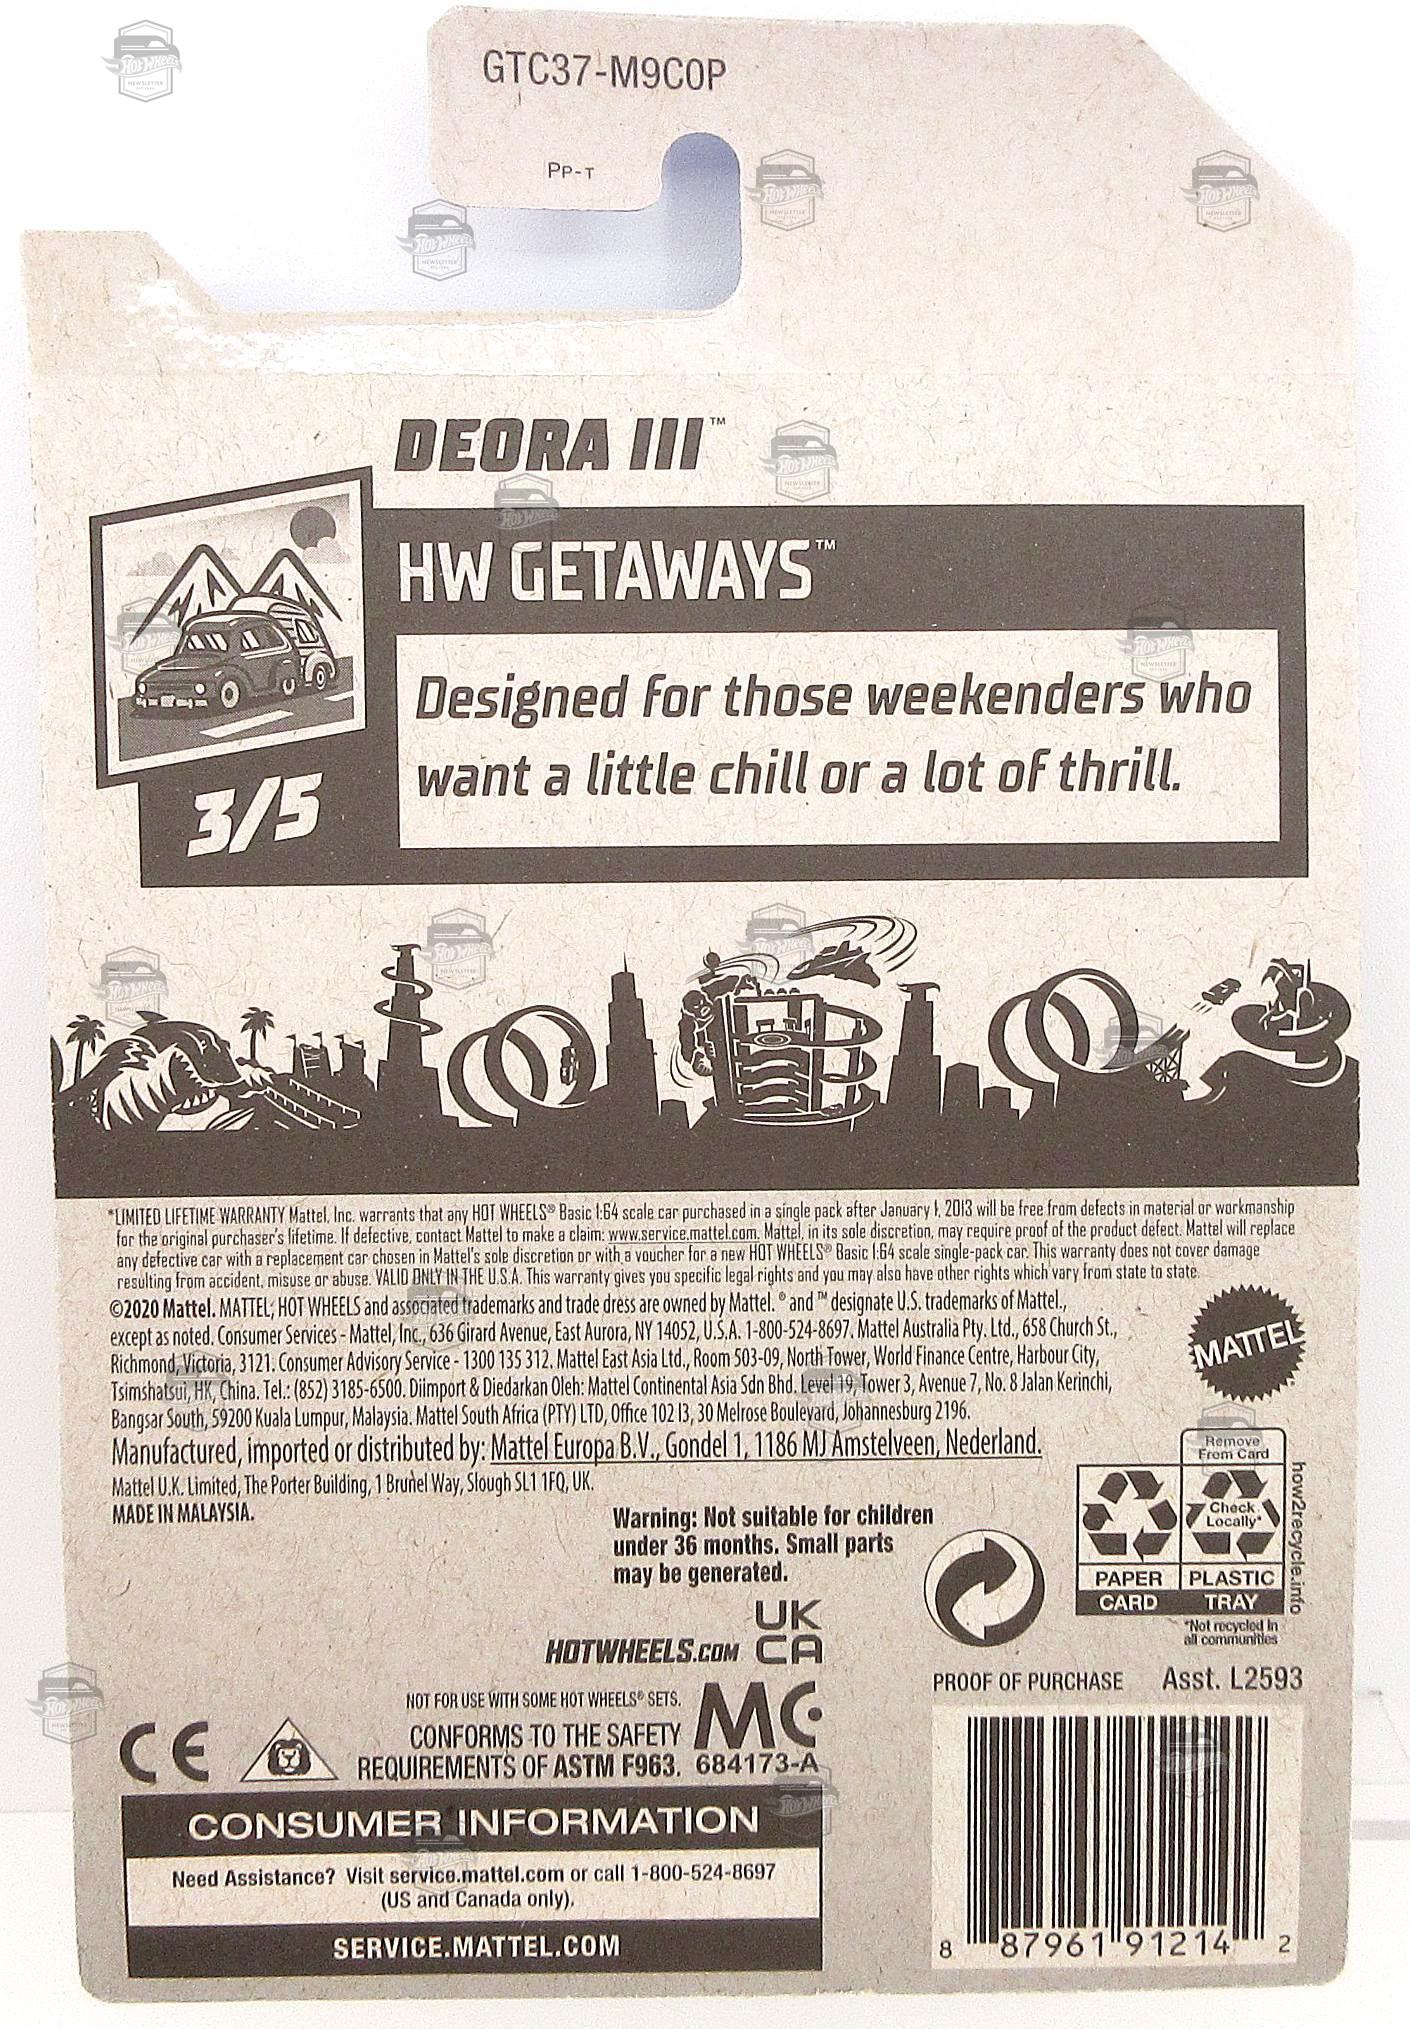 GTC37-M9C0P
PP-T
DEORA III™
HW GETAWAYS™
Designed for those weekenders who
want a little chill or a lot of thrill.
3/5
*LIMITED LIFETIME WARRANTY Mattel, Inc. warrants that any HOT WHEELS® Basic 1:64 scale car purchased in a single pack after January 1, 2013 will be free from defects in material or workmanship
for the original purchaser's lifetime. If defective, contact Mattel to make a claim: www.service.mattel.com. Mattel, in its sole discretion, may require proof of the product defect. Mattel will replace
any defective car with a replacement car chosen in Mattel's sole discretion or with a voucher for a new HOT WHEELS® Basic 1:64 scale single-pack car. This warranty does not cover damage
resulting from accident, misuse or abuse. VALID ONLY IN THE U.S.A. This warranty gives you specific legal rights and you may also have other rights which vary from state to state.
©2020 Mattel. MATTEL, HOT WHEELS and associated trademarks and trade dress are owned by Mattel. ® and ™ designate U.S. trademarks of Mattel.,
except as noted. Consumer Services - Mattel, Inc., 636 Girard Avenue, East Aurora, NY 14052, U.S.A. 1-800-524-8697. Mattel Australia Pty. Ltd., 658 Church St.,
Richmond, Victoria, 3121. Consumer Advisory Service - 1300 135 312. Mattel East Asia Ltd., Room 503-09, North Tower, World Finance Centre, Harbour City,
Tsimshatsui, HK, China. Tel.: (852) 3185-6500. Diimport & Diedarkan Oleh: Mattel Continental Asia Sdn Bhd. Level 19, Tower 3, Avenue 7, No. 8 Jalan Kerinchi,
Bangsar South, 59200 Kuala Lumpur, Malaysia. Mattel South Africa (PTY) LTD, Office 102 I3, 30 Melrose Boulevard, Johannesburg 2196.
Manufactured, imported or distributed by: Mattel Europa B.V., Gondel 1, 1186 MJ Amstelveen, Nederland.
Mattel U.K. Limited, The Porter Building, 1 Brunel Way, Slough SL1 1FQ, UK.
MADE IN MALAYSIA.
MATTEL
Warning: Not suitable for children
under 36 months. Small parts
may be generated.
Remove
From Card
Check
Locally*
PAPER
CARD
PLASTIC
TRAY
how2recycle.info
*Not recycled in
all communities
UK
CA
HOTWHEELS.COM
NOT FOR USE WITH SOME HOT WHEELS® SETS.
CONFORMS TO THE SAFETY
REQUIREMENTS OF ASTM F963.
MC
684173-A
CE
PROOF OF PURCHASE
Asst. L2593
CONSUMER INFORMATION
Need Assistance? Visit service.mattel.com or call 1-800-524-8697
(US and Canada only).
SERVICE.MATTEL.COM
8 87961 91214 2
HOT WHEELS
NEWSLETTER